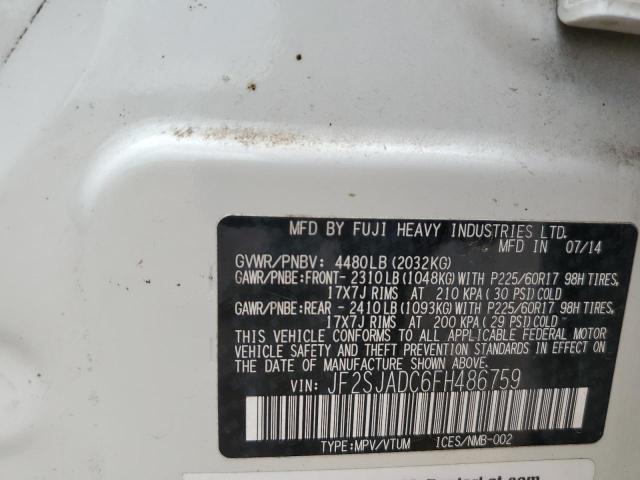 MFD BY FUJI HEAVY INDUSTRIES LTD.
MFD IN 07/14
GVWR/PNBV: 4480LB(2032KG)
GAWR/PNBE:FRONT- 2310LB(1048KG)WITH P225/60R17 98H TIRES,
17X7J RIMS AT 210 KPA( 30 PSI)COLD
GAWR/PNBE:REAR - 2410LB(1093KG)WITH P225/60R17 98H TIRES,
17X7J RIMS AT 200 KPA( 29 PSI)COLD
THIS VEHICLE CONFORMS TO ALL APPLICABLE FEDERAL MOTOR
VEHICLE SAFETY AND THEFT PREVENTION STANDARDS IN EFFECT ON
THE DATE OF MANUFACTURE SHOWN ABOVE.
VIN: JF2SJADC6FH486759
TYPE:MPV/VTUM ICES/NMB-002